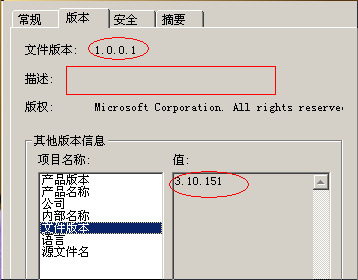 常规 版本 安全 摘要
文件版本: 1.0.0.1
描述:
版权: Microsoft Corporation. All rights reserve
其他版本信息
项目名称: 值:
产品版本 3.10.151
产品名称
公司
内部名称
文件版本
语言
源文件名